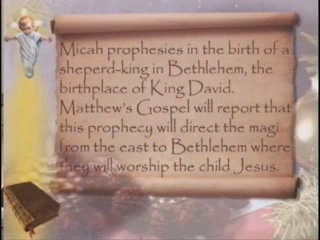 Micah prophesies in the birth of a
sheperd-king in Bethlehem, the
birthplace of King David.
Matthew's Gospel will report that
this prophecy will direct the magi
from the east to Bethlehem where
they will worship the child Jesus.